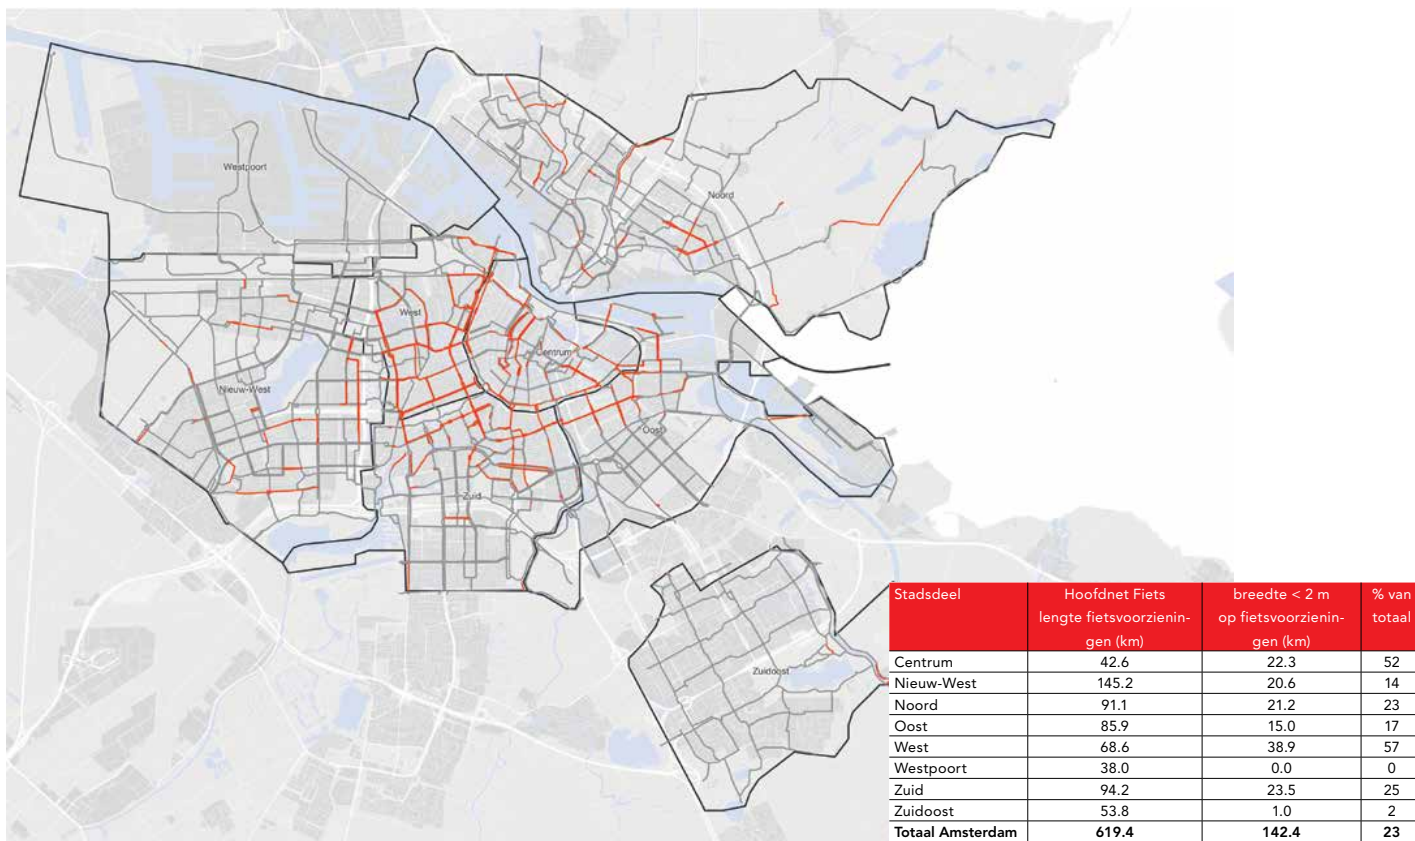 Westpoort
Noord
West
Centrum
Nieuw-West
Oost
Zuid
Zuidoost
Stadsdeel Hoofdnet Fiets breedte < 2 m % van
lengte fietsvoorzienin- op fietsvoorzienin- totaal
gen (km) gen (km)
Centrum 42.6 22.3 52
Nieuw-West 145.2 20.6 14
Noord 91.1 21.2 23
Oost 85.9 15.0 17
West 68.6 38.9 57
Westpoort 38.0 0.0 0
Zuid 94.2 23.5 25
Zuidoost 53.8 1.0 2
Totaal Amsterdam 619.4 142.4 23